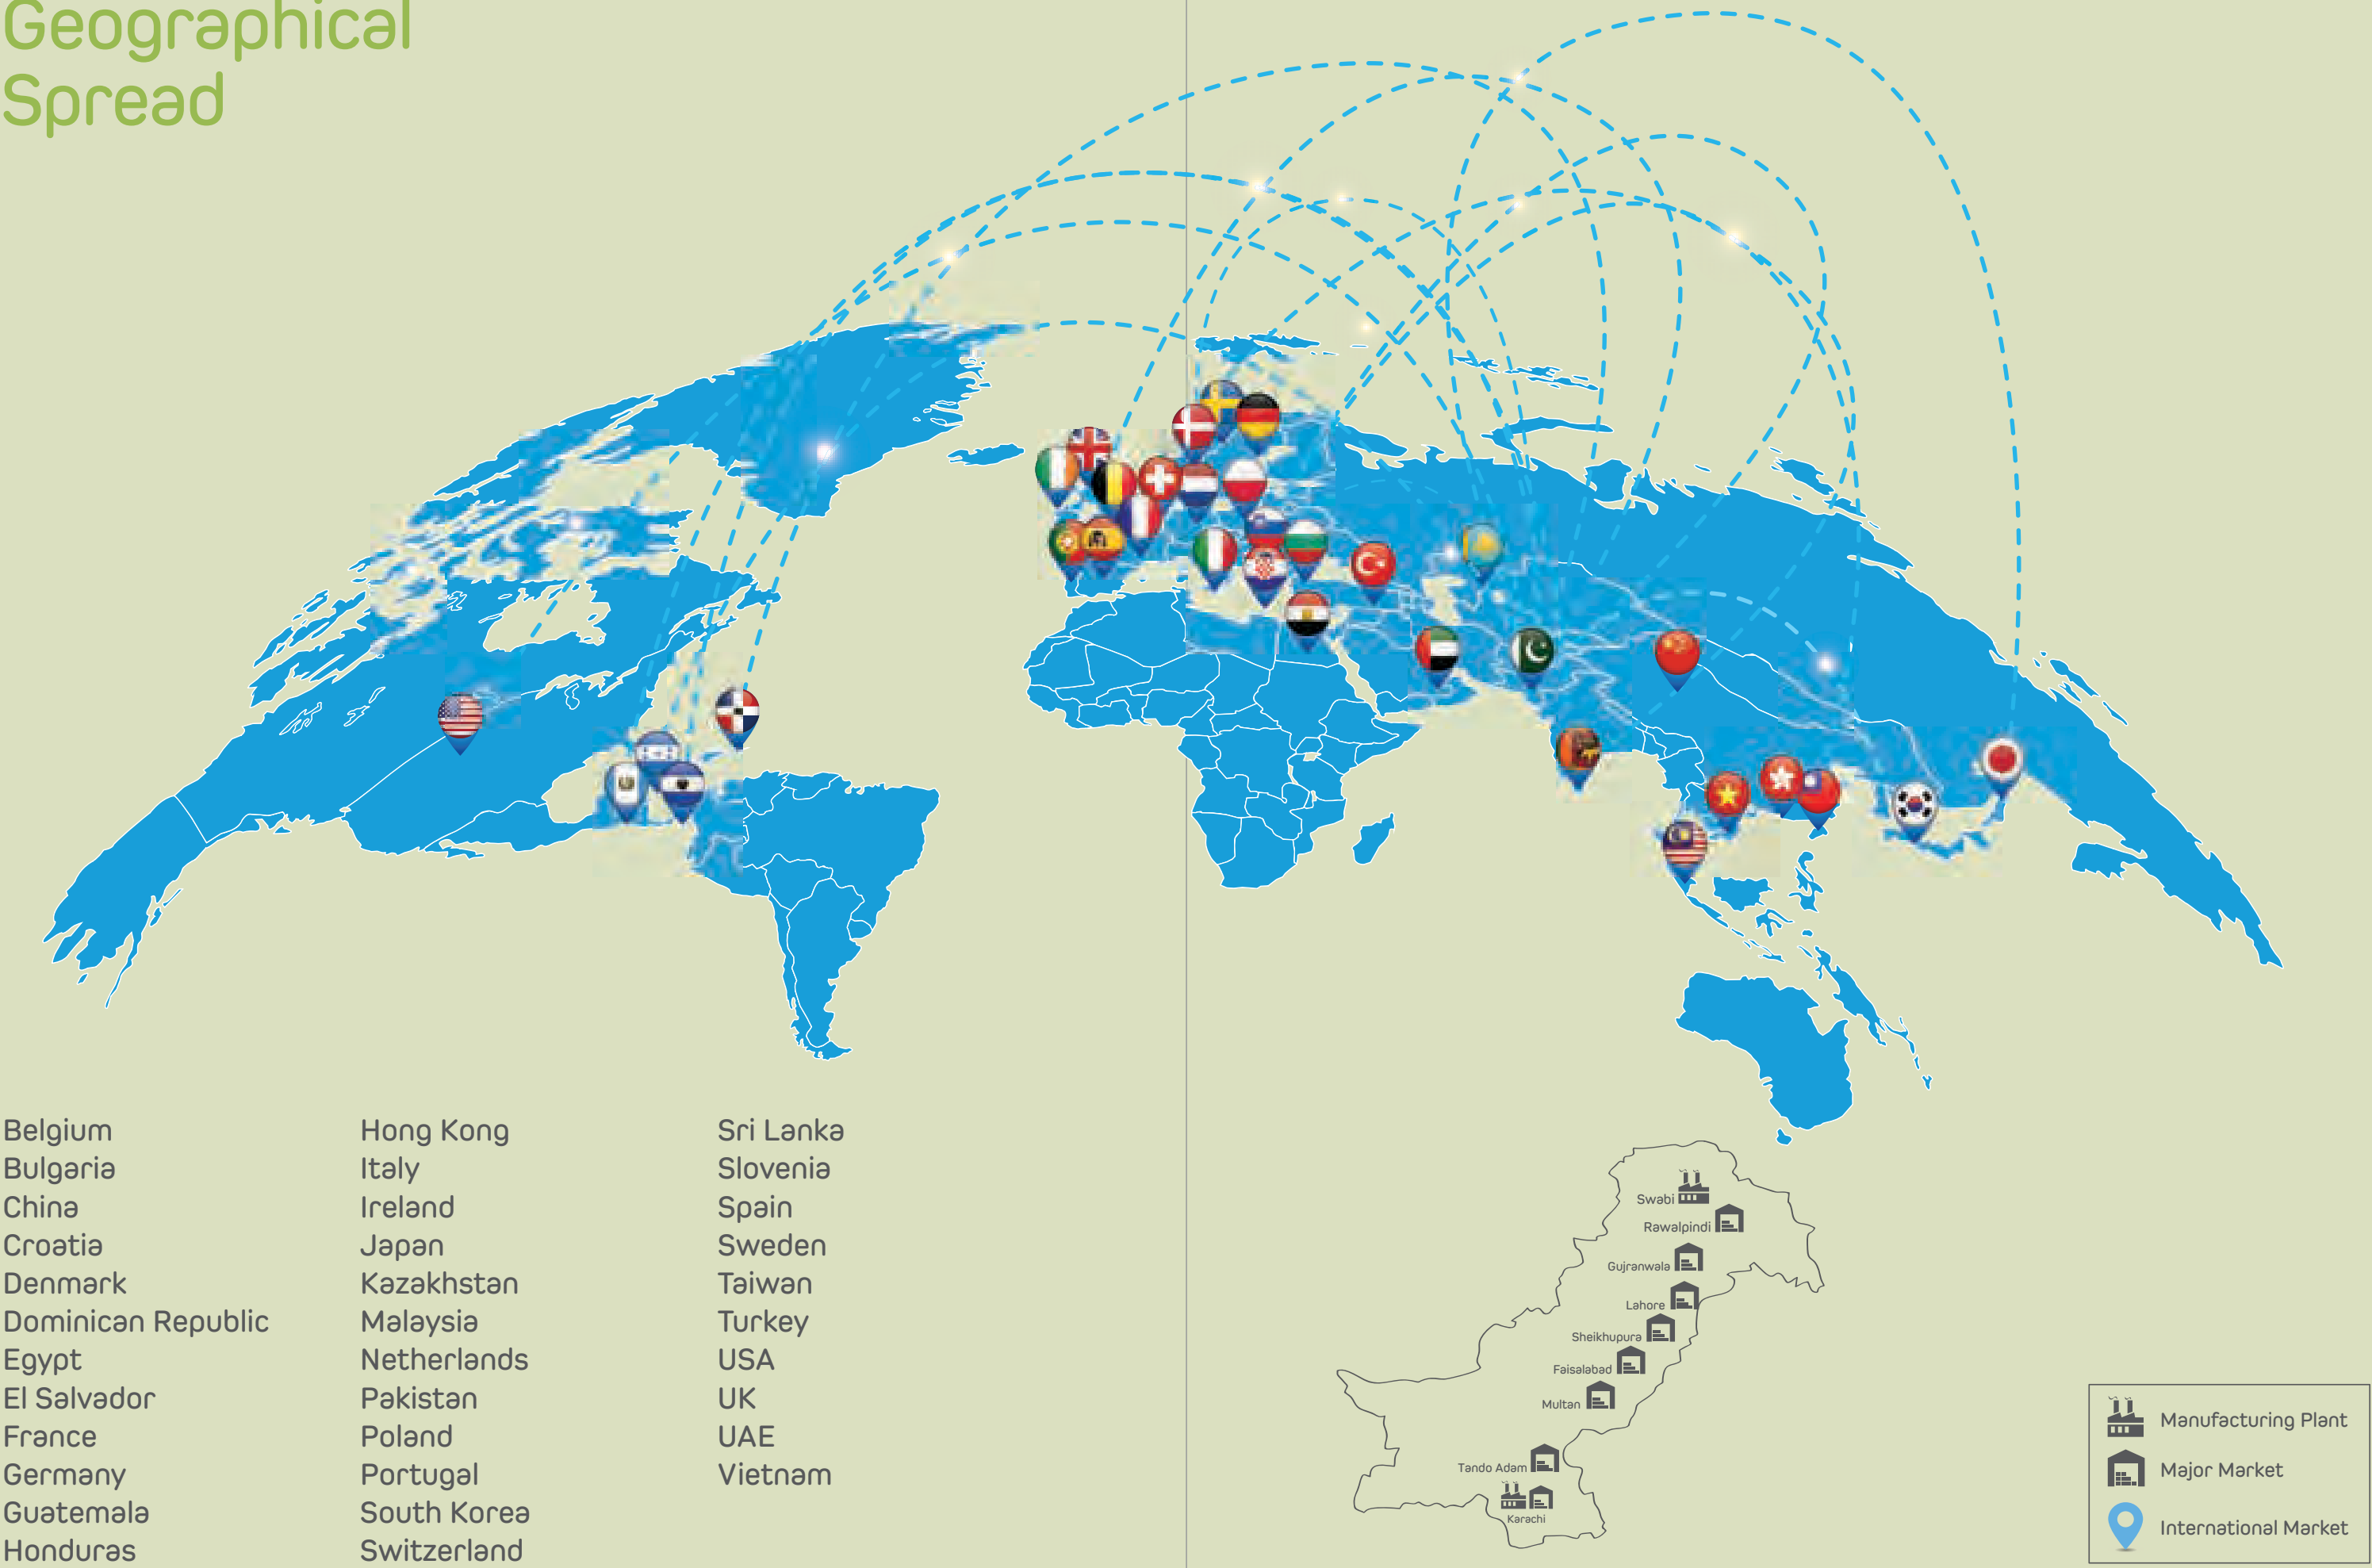 Geographical
Spread
Belgium
Bulgaria
China
Croatia
Denmark
Dominican Republic
Egypt
El Salvador
France
Germany
Guatemala
Honduras
Hong Kong
Italy
Ireland
Japan
Kazakhstan
Malaysia
Netherlands
Pakistan
Poland
Portugal
South Korea
Switzerland
Sri Lanka
Slovenia
Spain
Sweden
Taiwan
Turkey
USA
UK
UAE
Vietnam
Swabi
Rawalpindi
Gujranwala
Lahore
Sheikhupura
Faisalabad
Multan
Tando Adam
Karachi
Manufacturing Plant
Major Market
International Market